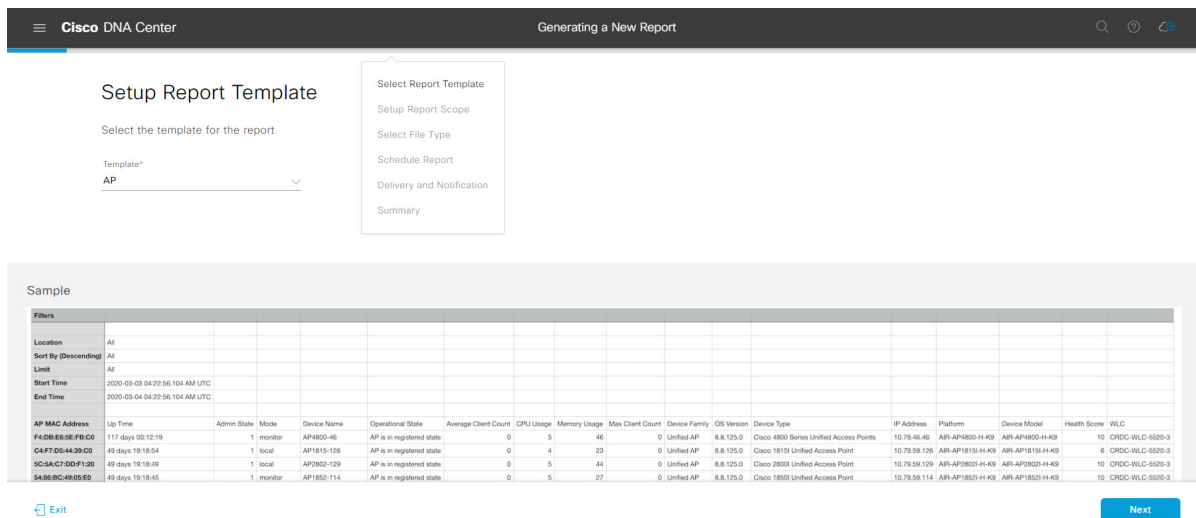 Cisco DNA Center
Generating a New Report
Setup Report Template
Select the template for the report
Template*
AP
Select Report Template
Setup Report Scope
Select File Type
Schedule Report
Delivery and Notification
Summary
Sample
Filters
Location All
Sort By (Descending) All
Limit All
Start Time 2020-03-03 04:22:56.104 AM UTC
End Time 2020-03-04 04:22:56.104 AM UTC
AP MAC Address Up Time Admin State Mode Device Name Operational State Average Client Count CPU Usage Memory Usage Max Client Count Device Family OS Version Device Type IP Address Platform Device Model Health Score WLC
F4:DB:E6:5E:FB:C0 117 days 00:12:19 1 monitor AP4800-46 AP is in registered state 0 5 46 0 Unified AP 8.8.125.0 Cisco 4800 Series Unified Access Points 10.79.46.46 AIR-AP4800-H-K9 AIR-AP4800-H-K9 10 CRDC-WLC-5520-3
C4:F7:D5:44:39:C0 49 days 19:18:54 1 local AP1815-126 AP is in registered state 0 4 23 0 Unified AP 8.8.125.0 Cisco 1815I Unified Access Point 10.79.59.126 AIR-AP1815I-H-K9 AIR-AP1815I-H-K9 6 CRDC-WLC-5520-3
5C:5A:C7:DD:F1:20 49 days 19:18:49 1 local AP2802-129 AP is in registered state 0 5 44 0 Unified AP 8.8.125.0 Cisco 2800I Unified Access Point 10.79.59.129 AIR-AP2802I-H-K9 AIR-AP2802I-H-K9 10 CRDC-WLC-5520-3
54:86:BC:49:05:E0 49 days 19:18:45 1 monitor AP1852-114 AP is in registered state 0 5 27 0 Unified AP 8.8.125.0 Cisco 1850I Unified Access Point 10.79.59.114 AIR-AP1852I-H-K9 AIR-AP1852I-H-K9 10 CRDC-WLC-5520-3
Exit
Next